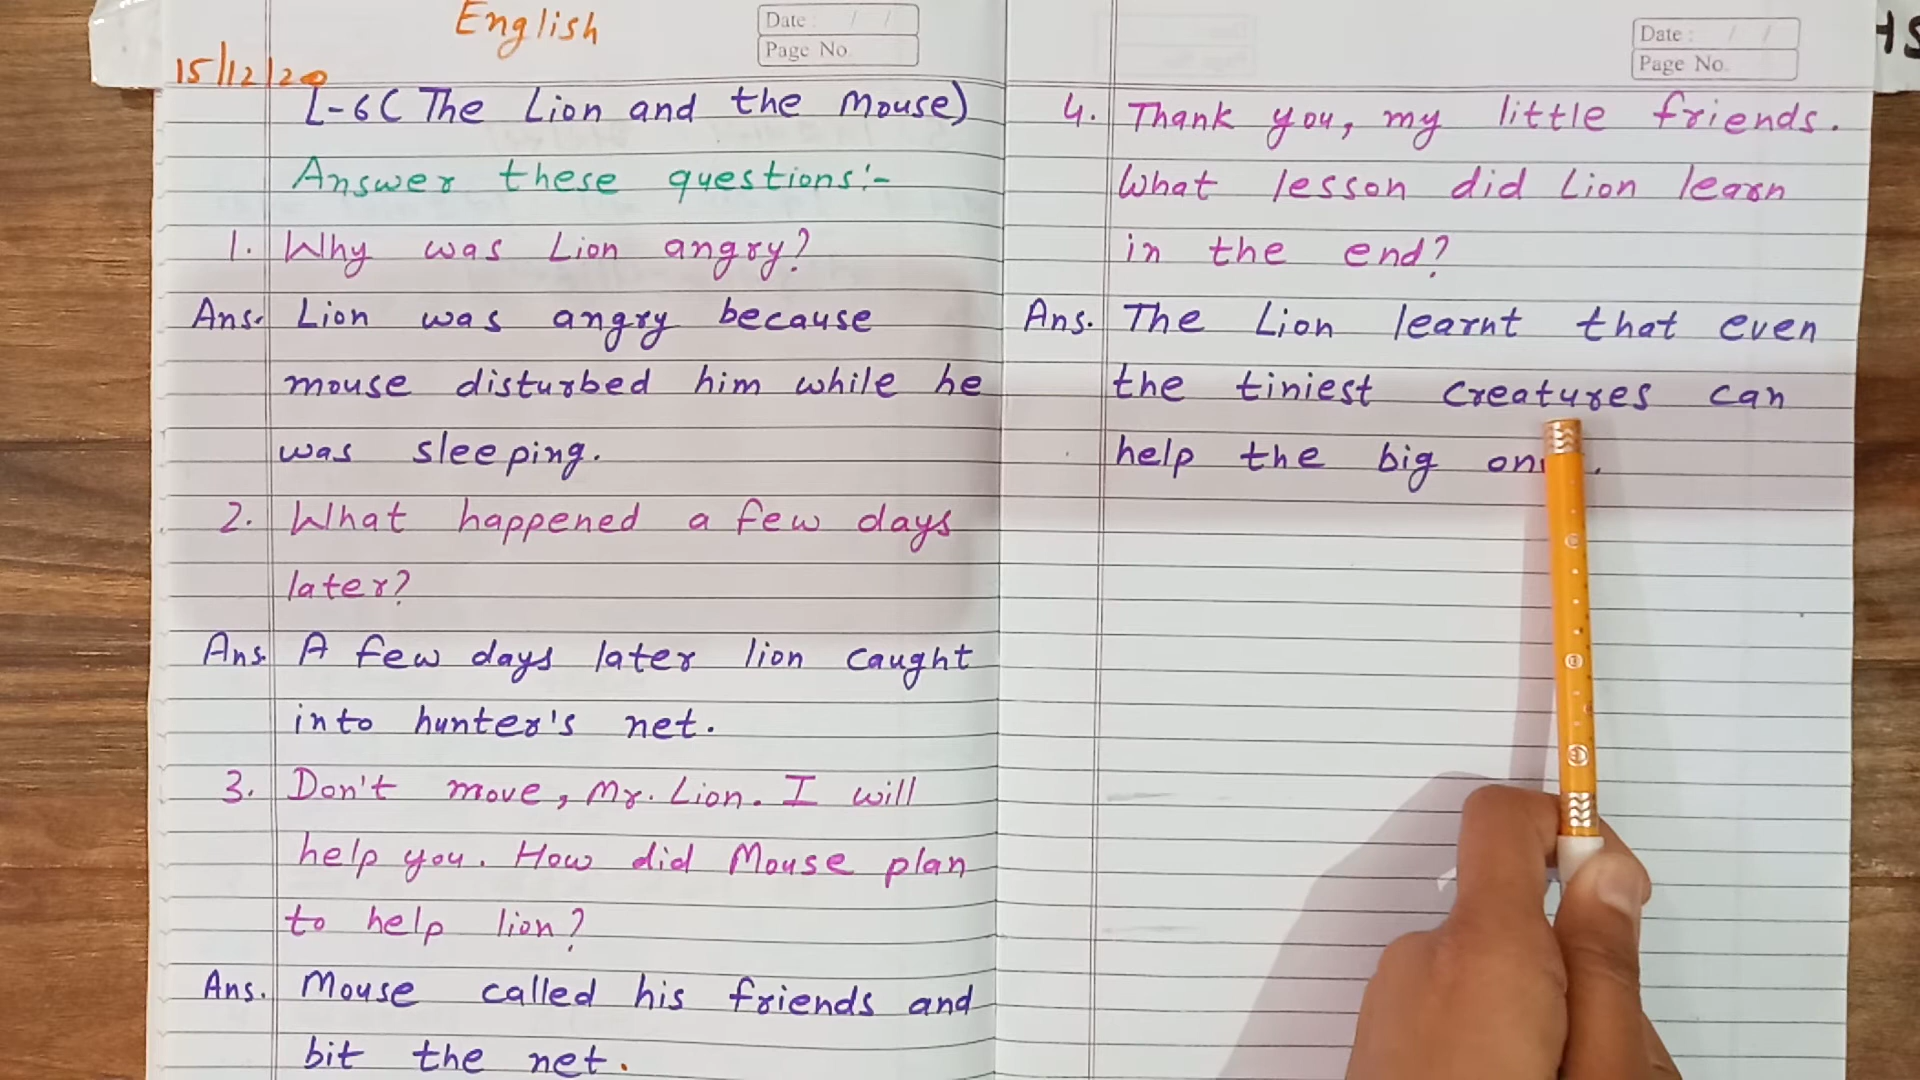 English
Date : / /
Page No.
15/12/20
L-6 ( The Lion and the Mouse)
Answer these questions:-
1. Why was Lion angry?
Ans. Lion was angry because
mouse disturbed him while he
was sleeping.
2. What happened a few days
later?
Ans. A few days later lion caught
into hunter's net.
3. Don't move, Mr. Lion. I will
help you. How did Mouse plan
to help lion?
Ans. Mouse called his friends and
bit the net.
Date : / /
Page No.
4. Thank you, my little friends.
What lesson did Lion learn
in the end?
Ans. The Lion learnt that even
the tiniest creatures can
help the big